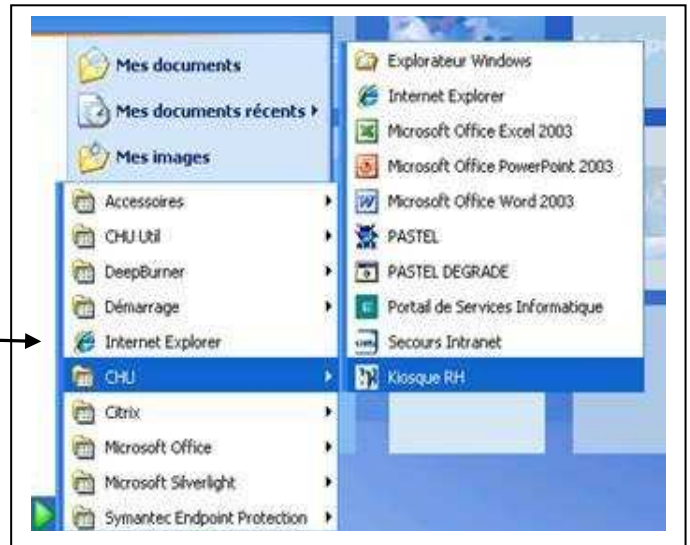 Mes documents
Mes documents récents
Mes images
Accessoires
CHU Util
DeepBurner
Démarrage
Internet Explorer
CHU
Citrix
Microsoft Office
Microsoft Silverlight
Symantec Endpoint Protection
Explorateur Windows
Internet Explorer
Microsoft Office Excel 2003
Microsoft Office PowerPoint 2003
Microsoft Office Word 2003
PASTEL
PASTEL DEGRADE
Portail de Services Informatique
Secours Intranet
Kiosque RH